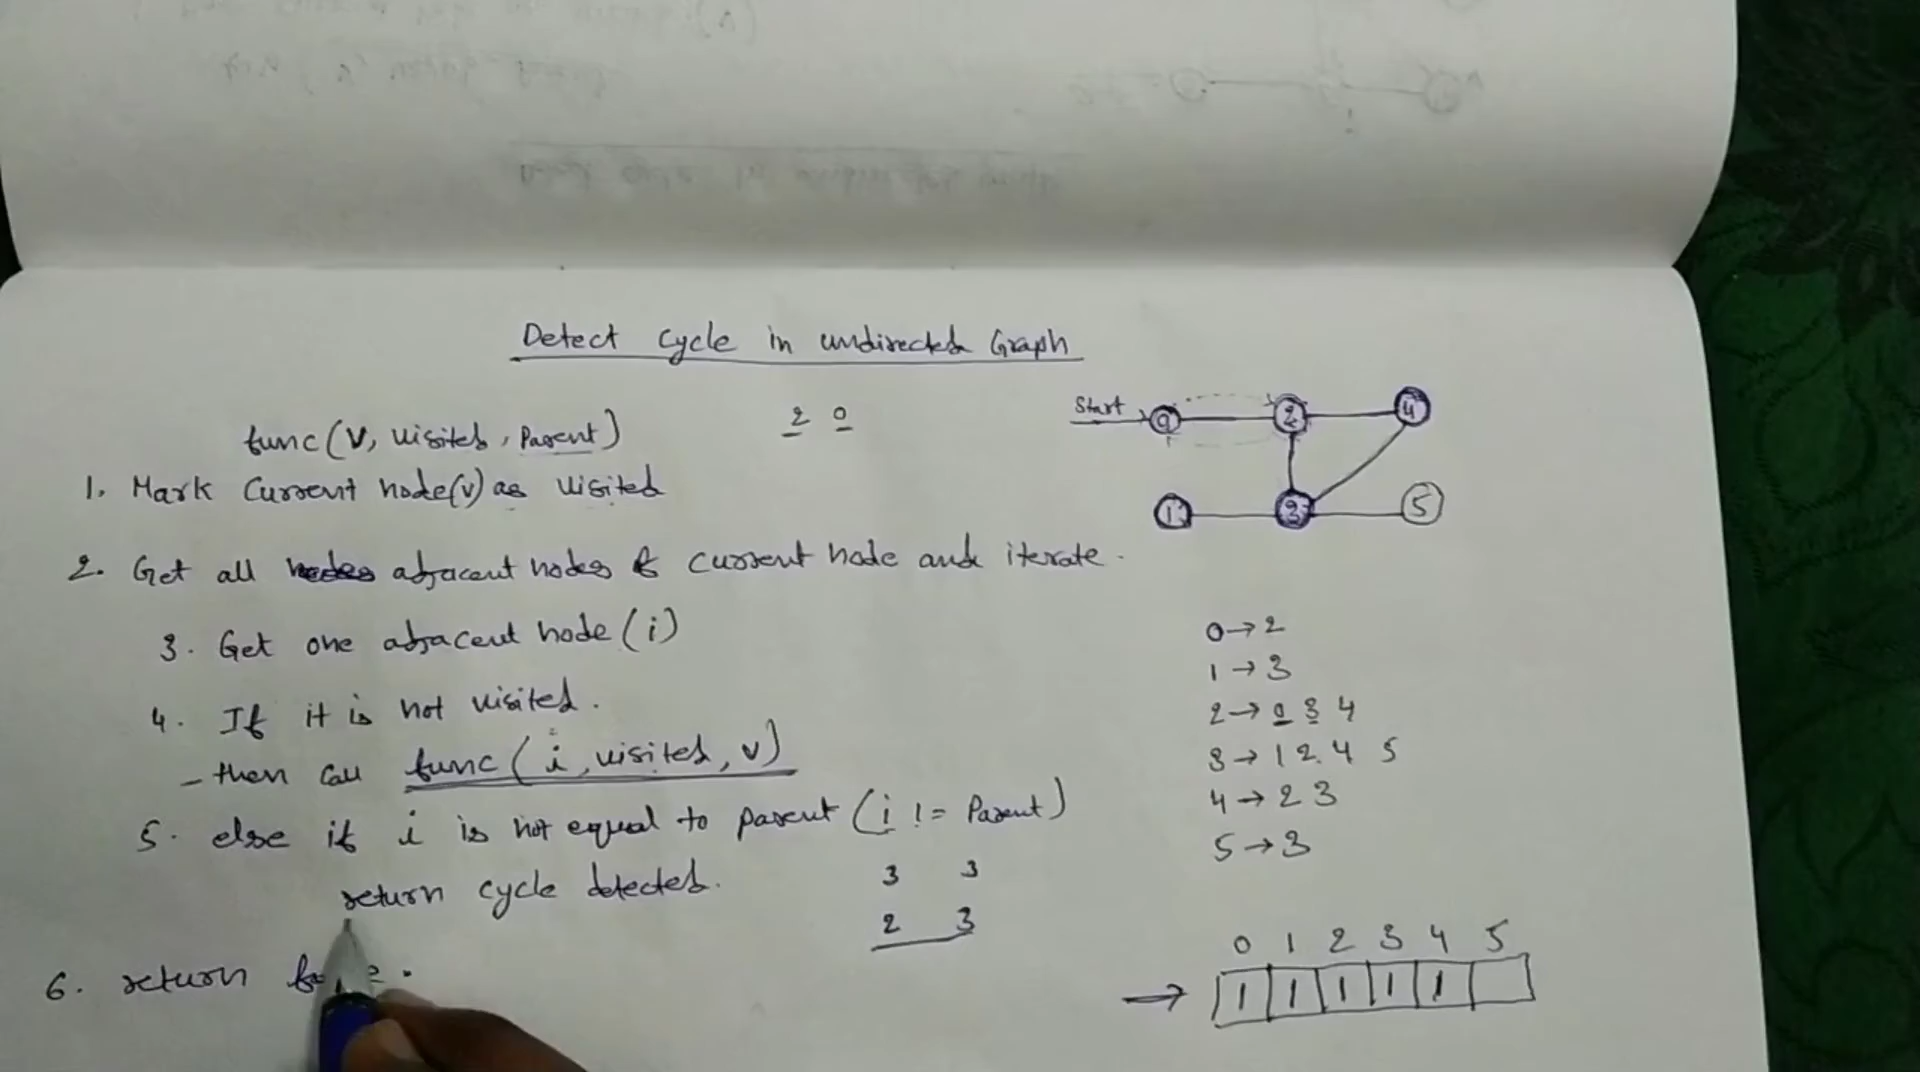 Detect Cycle in undirected Graph
func(V, visited, Parent)
2 0
1. Mark Current node(v) as visited
2. Get all adjacent nodes of current node and iterate.
3. Get one adjacent node (i)
4. If it is not visited.
- then call func(i, visited, v)
5. else if i is not equal to parent (i != Parent)
return cycle detected.
3 3
2 3
6. return
Start
0 2 4
1 3 5
0→2
1→3
2→0 3 4
3→1 2 4 5
4→2 3
5→3
0 1 2 3 4 5
→ 1 1 1 1 1